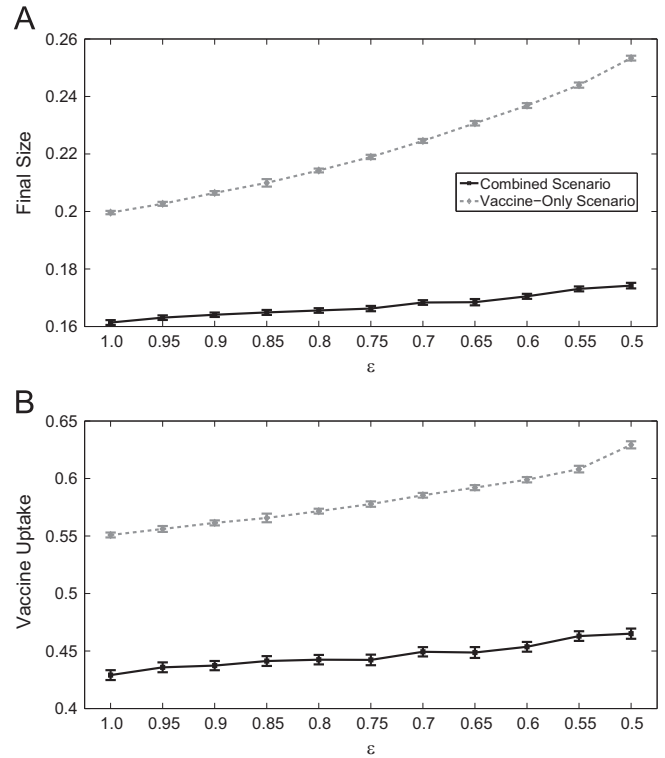 A
0.26
0.24
0.22
0.2
0.18
0.16
Final Size
Combined Scenario
Vaccine−Only Scenario
1.0 0.95 0.9 0.85 0.8 0.75 0.7 0.65 0.6 0.55 0.5
ε
B
0.65
0.6
0.55
0.5
0.45
0.4
Vaccine Uptake
1.0 0.95 0.9 0.85 0.8 0.75 0.7 0.65 0.6 0.55 0.5
ε